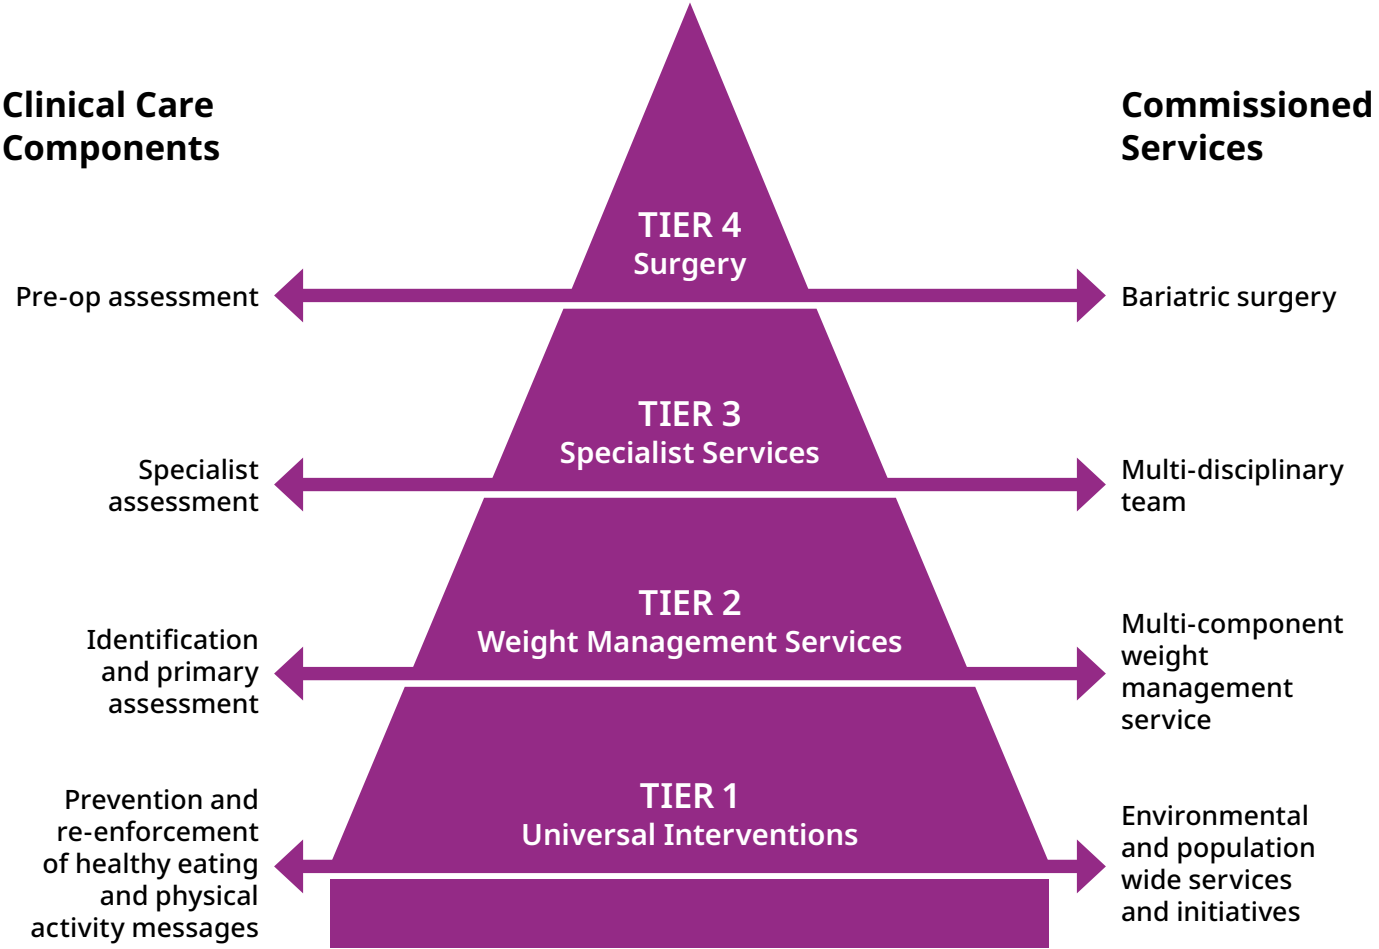 Clinical Care
Components
Commissioned
Services
TIER 4
Surgery
Pre-op assessment
Bariatric surgery
TIER 3
Specialist Services
Specialist
assessment
Multi-disciplinary
team
TIER 2
Weight Management Services
Identification
and primary
assessment
Multi-component
weight
management
service
TIER 1
Universal Interventions
Prevention and
re-enforcement
of healthy eating
and physical
activity messages
Environmental
and population
wide services
and initiatives